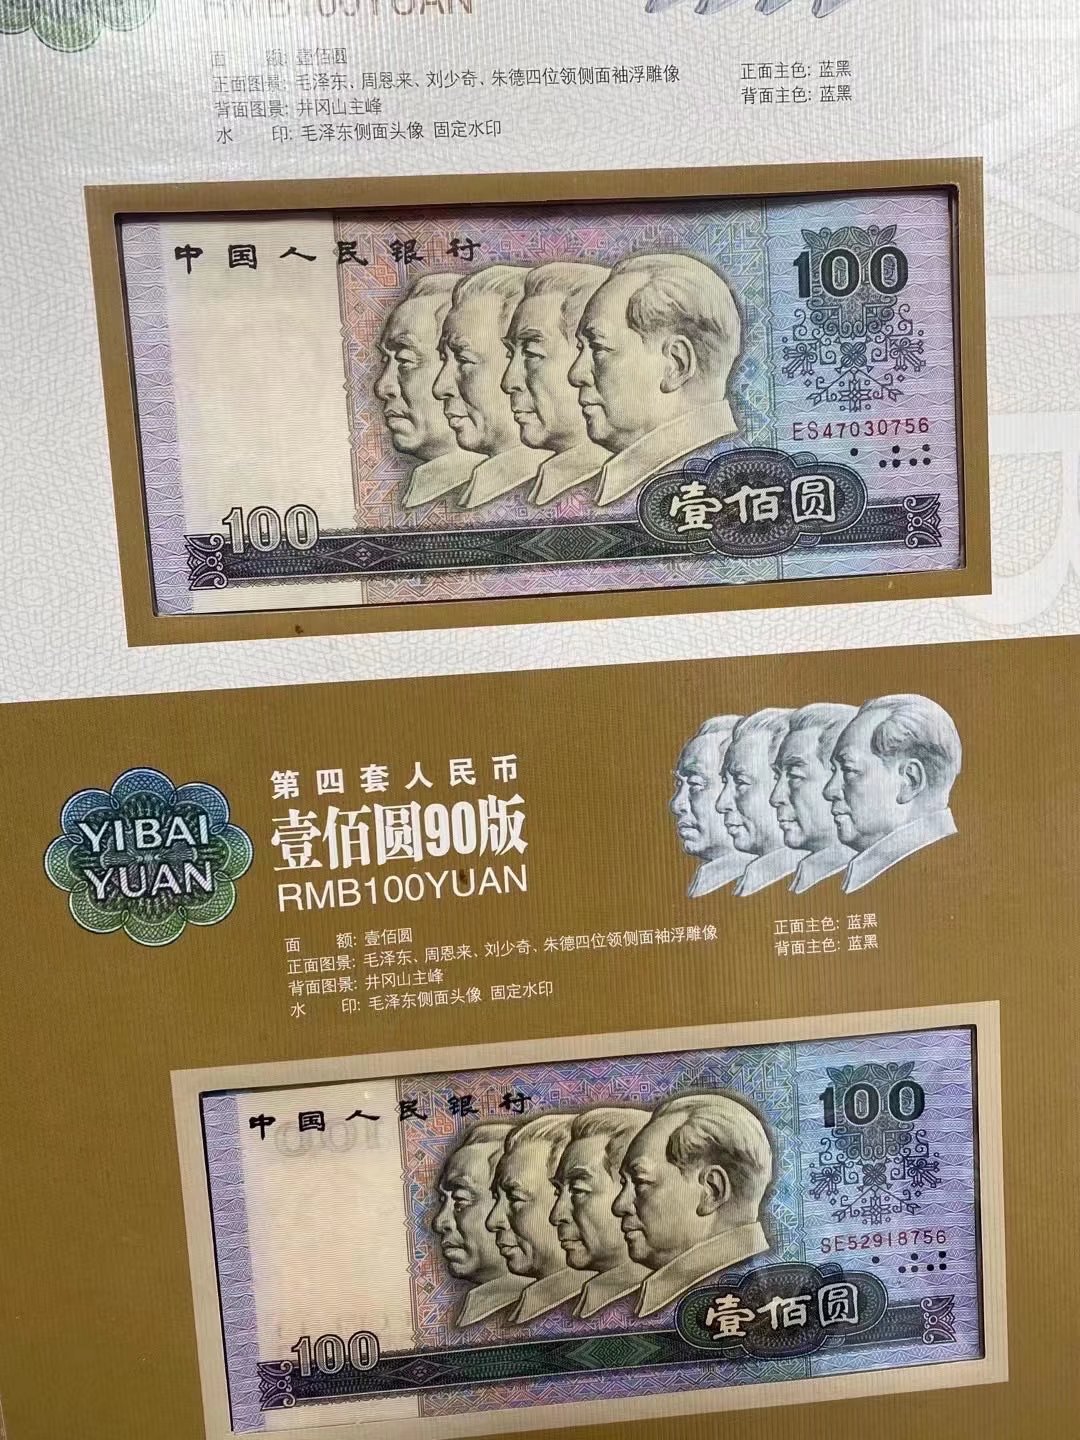 RMB100YUAN
面 额: 壹佰圆
正面图景: 毛泽东、周恩来、刘少奇、朱德四位领侧面袖浮雕像
背面图景: 井冈山主峰
水 印: 毛泽东侧面头像 固定水印
正面主色: 蓝黑
背面主色: 蓝黑
中国人民银行
100
ES47030756
壹佰圆
100
YI BAI
YUAN
第四套人民币
壹佰圆90版
RMB100YUAN
面 额: 壹佰圆
正面图景: 毛泽东、周恩来、刘少奇、朱德四位领侧面袖浮雕像
背面图景: 井冈山主峰
水 印: 毛泽东侧面头像 固定水印
正面主色: 蓝黑
背面主色: 蓝黑
中国人民银行
100
SE52918756
壹佰圆
100